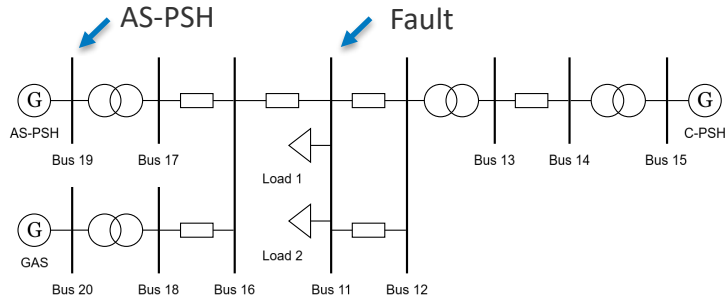 AS-PSH
Fault
G
G
AS-PSH
C-PSH
Bus 19
Bus 17
Bus 13
Bus 14
Bus 15
Load 1
G
Load 2
GAS
Bus 20
Bus 18
Bus 16
Bus 11
Bus 12